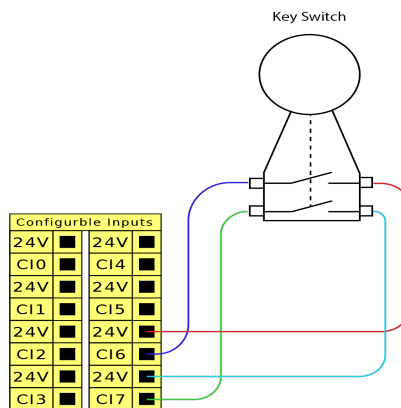 Key Switch
Configurble Inputs
24V 24V
CI0 CI4
24V 24V
CI1 CI5
24V 24V
CI2 CI6
24V 24V
CI3 CI7